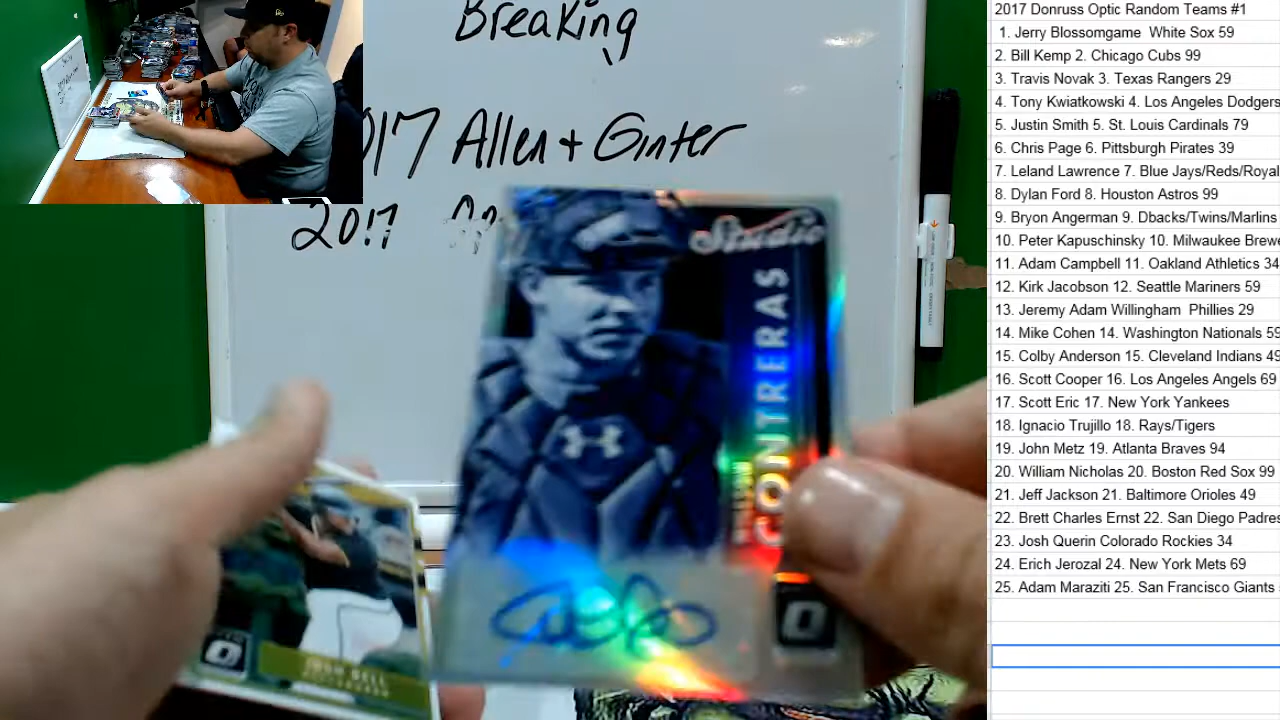 Breaking
2017 Allen + Ginter
2017
Studio
CONTRERAS
JOSH BELL
2017 Donruss Optic Random Teams #1
1. Jerry Blossomgame White Sox 59
2. Bill Kemp 2. Chicago Cubs 99
3. Travis Novak 3. Texas Rangers 29
4. Tony Kwiatkowski 4. Los Angeles Dodgers
5. Justin Smith 5. St. Louis Cardinals 79
6. Chris Page 6. Pittsburgh Pirates 39
7. Leland Lawrence 7. Blue Jays/Reds/Royal
8. Dylan Ford 8. Houston Astros 99
9. Bryon Angerman 9. Dbacks/Twins/Marlins
10. Peter Kapuschinsky 10. Milwaukee Brewe
11. Adam Campbell 11. Oakland Athletics 34
12. Kirk Jacobson 12. Seattle Mariners 59
13. Jeremy Adam Willingham Phillies 29
14. Mike Cohen 14. Washington Nationals 55
15. Colby Anderson 15. Cleveland Indians 49
16. Scott Cooper 16. Los Angeles Angels 69
17. Scott Eric 17. New York Yankees
18. Ignacio Trujillo 18. Rays/Tigers
19. John Metz 19. Atlanta Braves 94
20. William Nicholas 20. Boston Red Sox 99
21. Jeff Jackson 21. Baltimore Orioles 49
22. Brett Charles Ernst 22. San Diego Padres
23. Josh Querin Colorado Rockies 34
24. Erich Jerozal 24. New York Mets 69
25. Adam Maraziti 25. San Francisco Giants